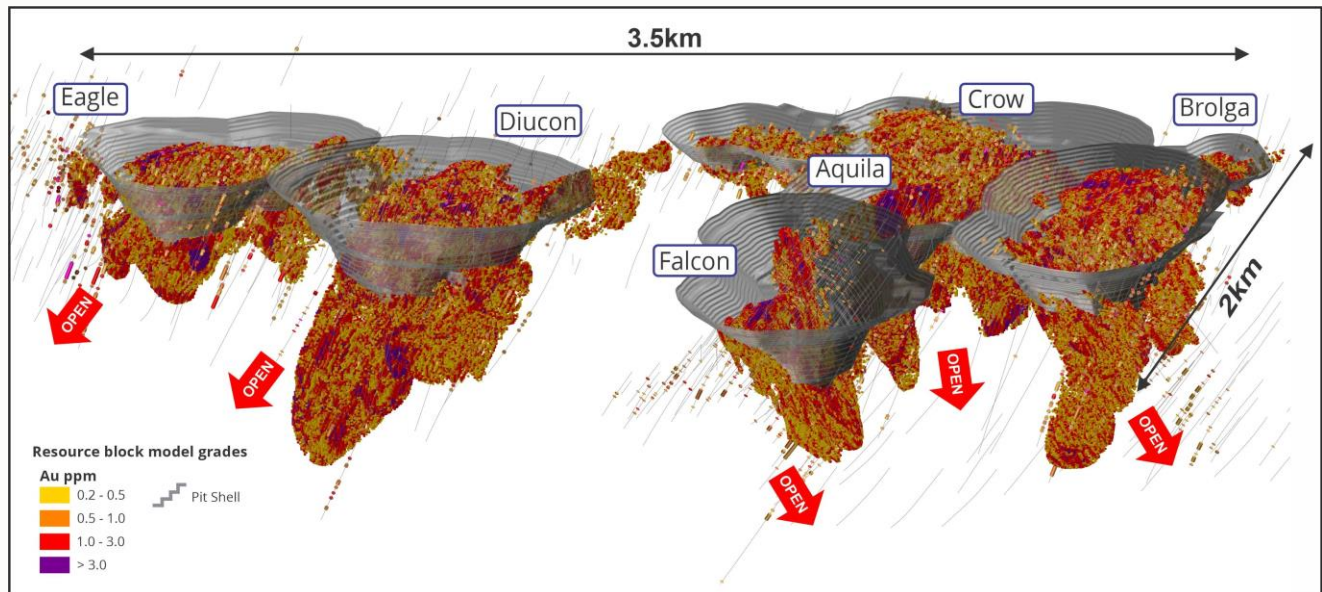 3.5km
Eagle
Diucon
Crow
Brolga
Aquila
Falcon
2km
OPEN
OPEN
OPEN
OPEN
OPEN
Resource block model grades
Au ppm
0.2 - 0.5
Pit Shell
0.5 - 1.0
1.0 - 3.0
> 3.0